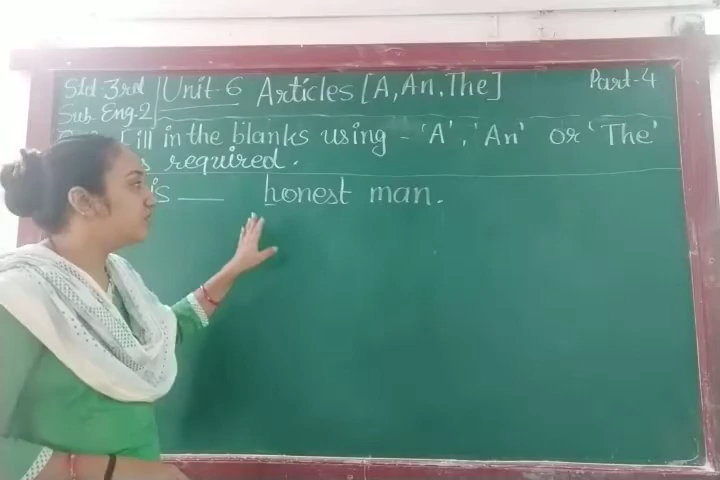 Std. 3rd Unit-6 Articles [A, An, The] Part-4
Sub. Eng-2
Fill in the blanks using - 'A', 'An' or 'The'
required.
is ___ honest man.